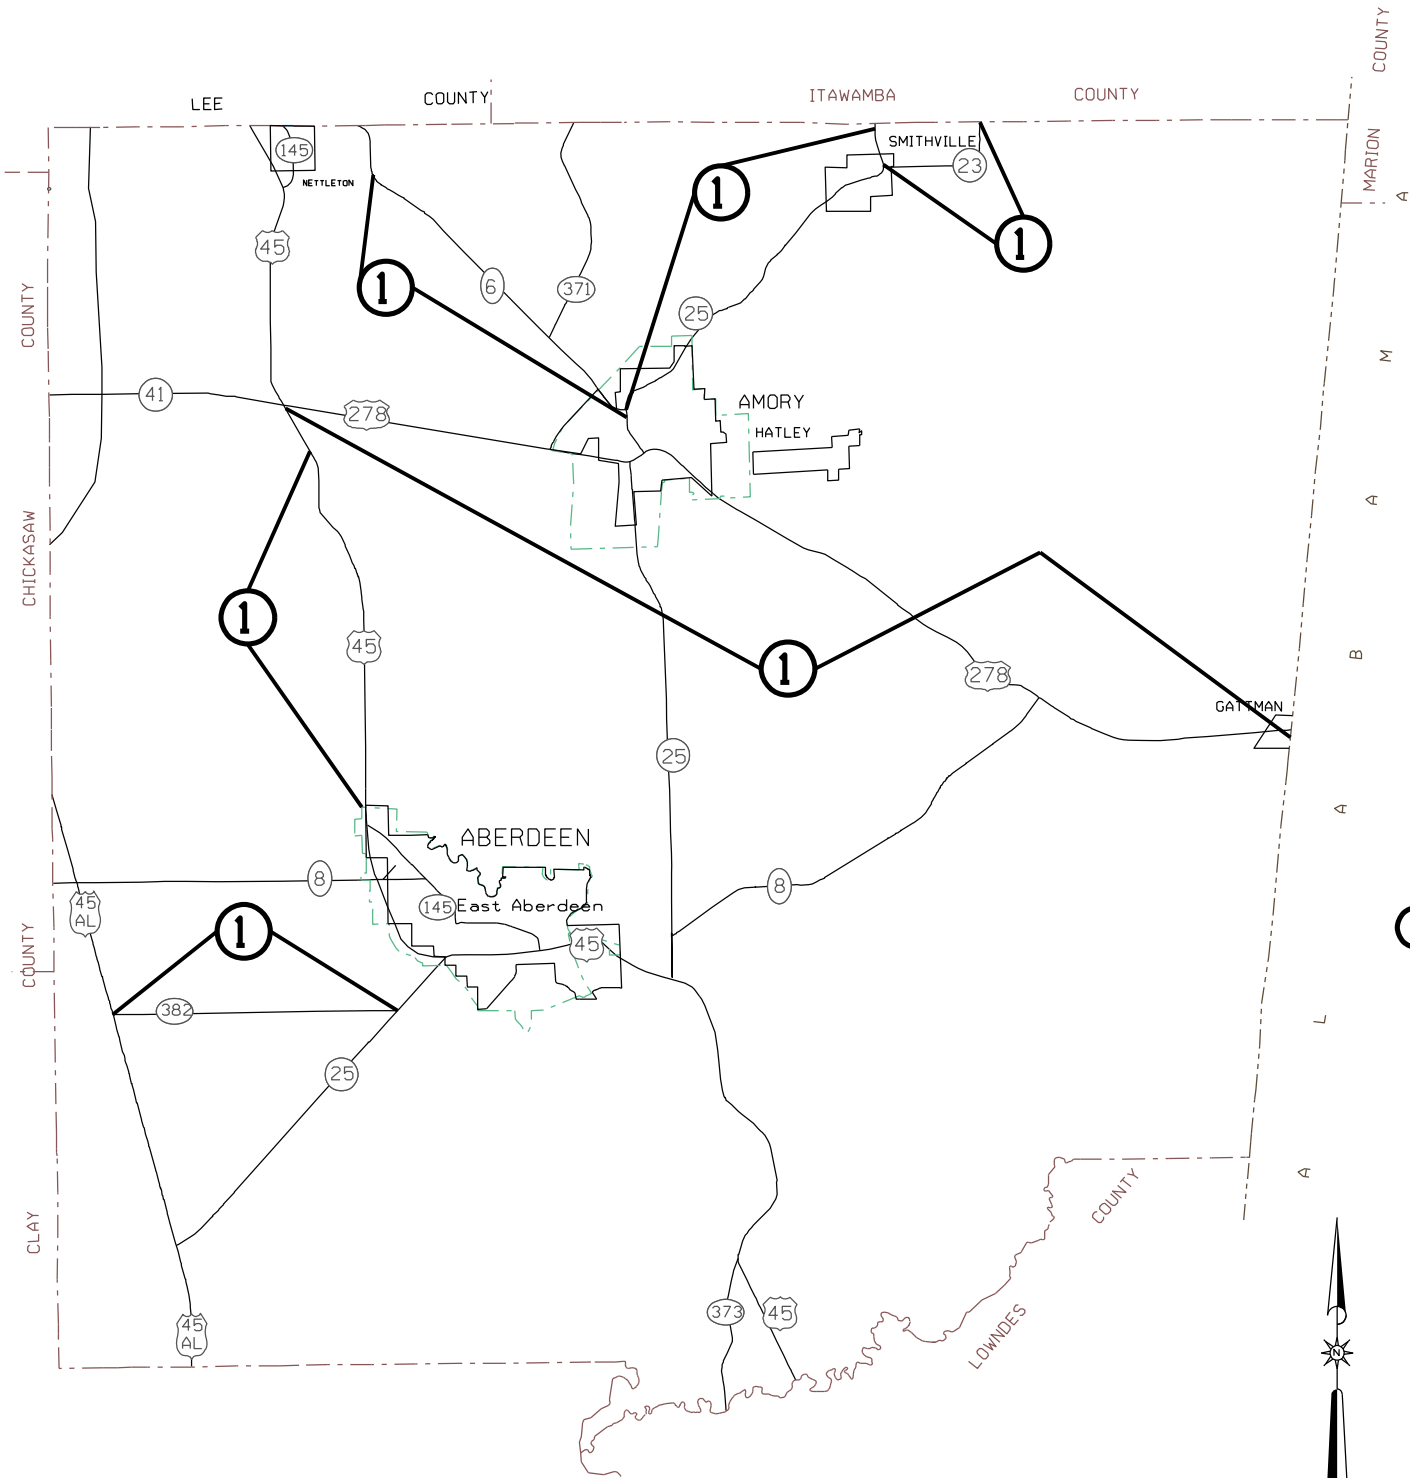 COUNTY
LEE
COUNTY
ITAWAMBA
COUNTY
MARION
145
NETTLETON
SMITHVILLE
23
1
1
45
1
6
371
25
COUNTY
A
M
41
278
AMORY
HATLEY
A
CHICKASAW
1
45
1
B
278
GATTMAN
25
A
ABERDEEN
8
8
45
AL
145
East Aberdeen
1
45
COUNTY
382
L
25
A
COUNTY
CLAY
373
45
45
AL
LOWNDES
N